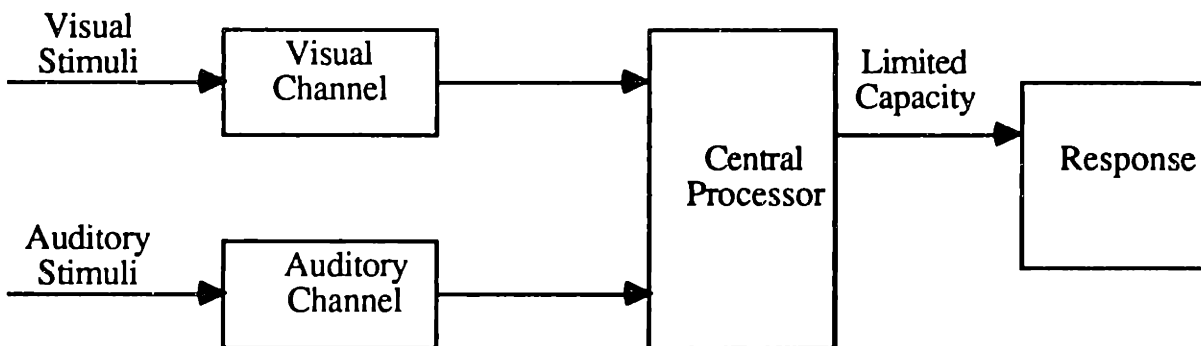 Visual
Stimuli
Visual
Channel
Limited
Capacity
Central
Processor
Response
Auditory
Stimuli
Auditory
Channel